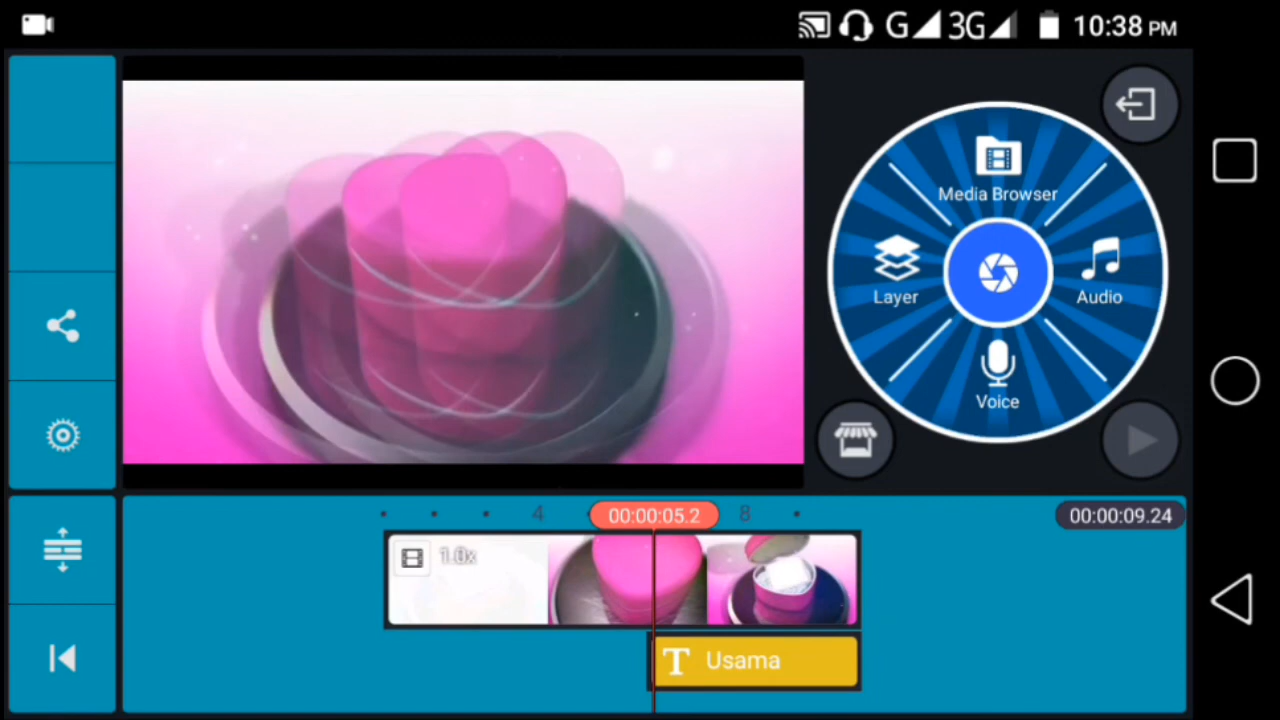 G 3G 10:38 PM
Media Browser
Layer
Audio
Voice
4 00:00:05.2 8 00:00:09.24
1.0x
T Usama